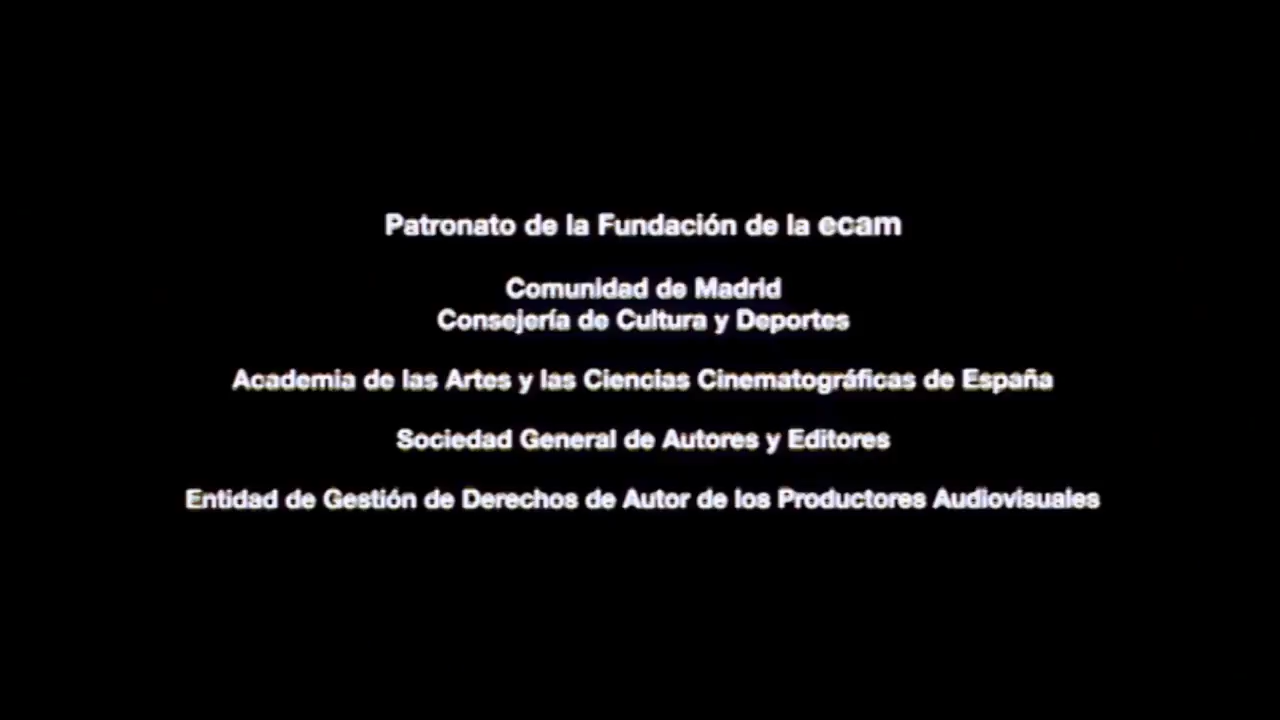 Patronato de la Fundación de la ecam
Comunidad de Madrid
Consejería de Cultura y Deportes
Academia de las Artes y las Ciencias Cinematográficas de España
Sociedad General de Autores y Editores
Entidad de Gestión de Derechos de Autor de los Productores Audiovisuales